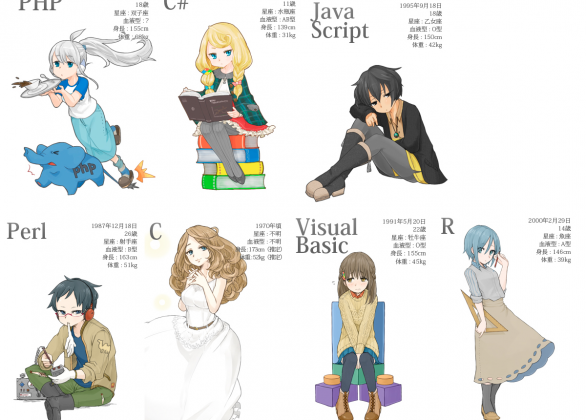 PHP
18歳
星座：双子座
血液型：？
身長：155cm
php
C#
11歳
星座：水瓶座
血液型：AB型
身長：139cm
体重：31kg
Java
Script
1995年9月18日
18歳
星座：乙女座
血液型：O型
身長：150cm
体重：42kg
Perl
1987年12月18日
26歳
星座：射手座
血液型：B型
身長：163cm
体重：51kg
C
1970年頃
星座：不明
血液型：不明
身長：173cm（推定）
体重：52kg（推定）
Visual
Basic
1991年5月20日
22歳
星座：牡牛座
血液型：O型
身長：155cm
体重：45kg
R
2000年2月29日
14歳
星座：魚座
血液型：A型
身長：146cm
体重：39kg